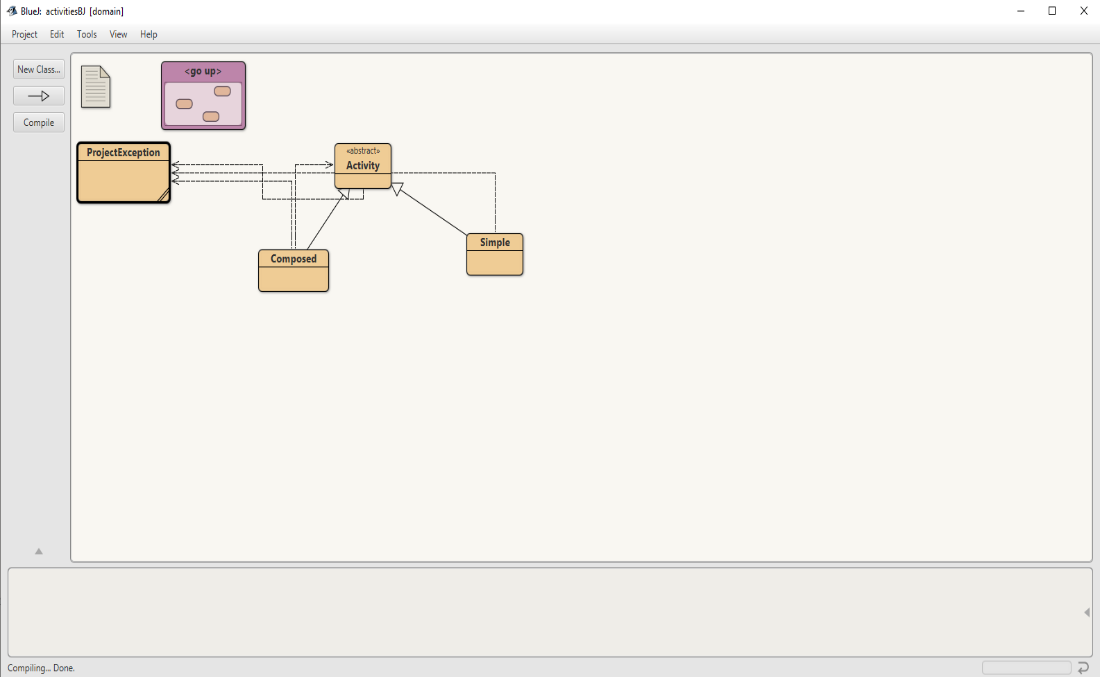 BlueJ: activitiesBJ [domain]
Project Edit Tools View Help
New Class...
Compile
<go up>
ProjectException
«abstract»
Activity
Simple
Composed
Compiling... Done.